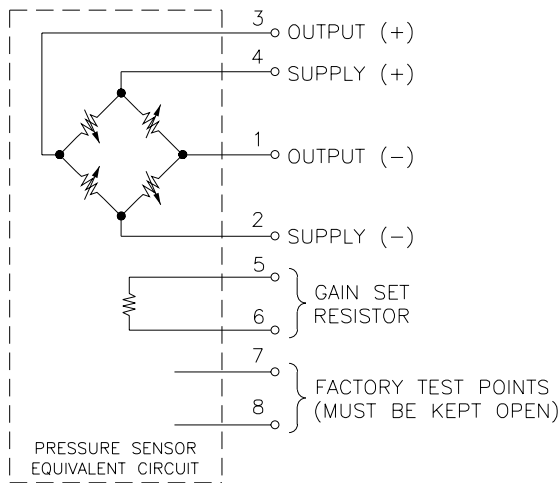 3 OUTPUT (+)
4 SUPPLY (+)
1 OUTPUT (−)
2 SUPPLY (−)
5
GAIN SET
RESISTOR
6
7
FACTORY TEST POINTS
(MUST BE KEPT OPEN)
8
PRESSURE SENSOR
EQUIVALENT CIRCUIT